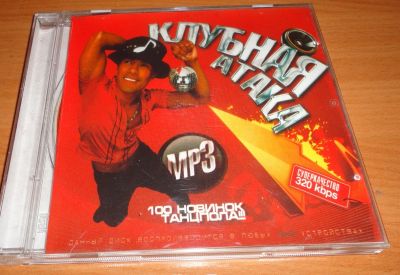 КЛУБНАЯ
АТАКА
MP3
СУПЕРКАЧЕСТВО
320 kbps
100 НОВИНОК
ТАНЦПОЛА!!!
ДАННЫЙ ДИСК ВОСПРОИЗВОДИТСЯ В ЛЮБЫХ УСТРОЙСТВАХ